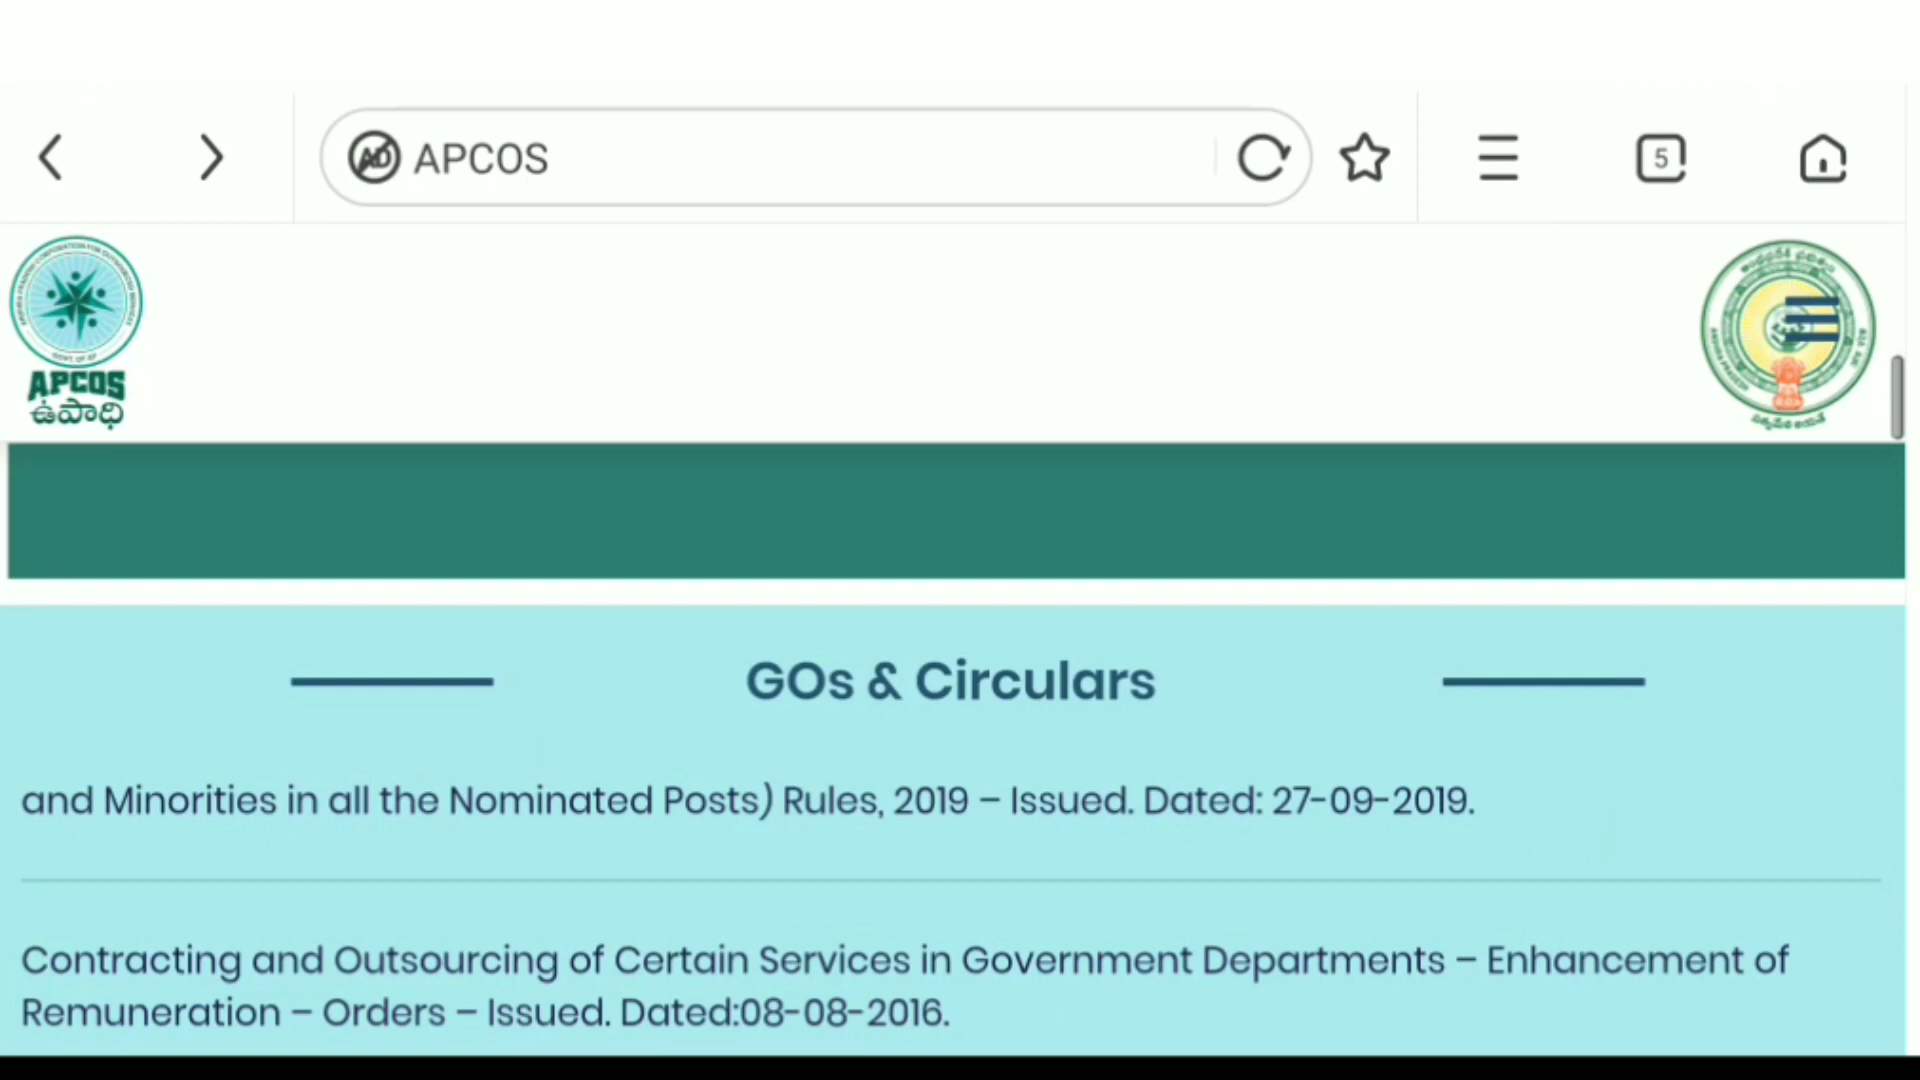 APCOS
5
APCOS
ఉపాధి
GOs & Circulars
and Minorities in all the Nominated Posts) Rules, 2019 – Issued. Dated: 27-09-2019.
Contracting and Outsourcing of Certain Services in Government Departments – Enhancement of
Remuneration – Orders – Issued. Dated:08-08-2016.